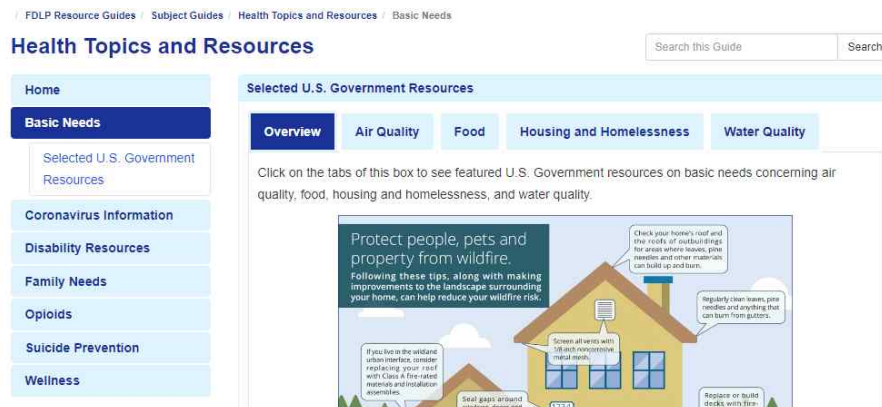 / FDLP Resource Guides / Subject Guides / Health Topics and Resources / Basic Needs
Health Topics and Resources
Search this Guide
Search
Home
Basic Needs
Selected U.S. Government
Resources
Coronavirus Information
Disability Resources
Family Needs
Opioids
Suicide Prevention
Wellness
Selected U.S. Government Resources
Overview
Air Quality
Food
Housing and Homelessness
Water Quality
Click on the tabs of this box to see featured U.S. Government resources on basic needs concerning air
quality, food, housing and homelessness, and water quality.
Protect people, pets and
property from wildfire.
Following these tips, along with making
improvements to the landscape surrounding
your home, can help reduce your wildfire risk.
Check your home's roof and
the roofs of outbuildings
for areas where leaves, pine
needles and other materials
can build up and burn.
Regularly clean leaves, pine
needles and anything that
can burn from gutters.
Screen all vents with
1/8-inch noncorrosive
metal mesh.
If you live in the wildland
urban interface, consider
replacing your roof
with Class A fire-rated
materials and installation
assemblies.
Seal gaps around
1234
Replace or build
decks with fire-